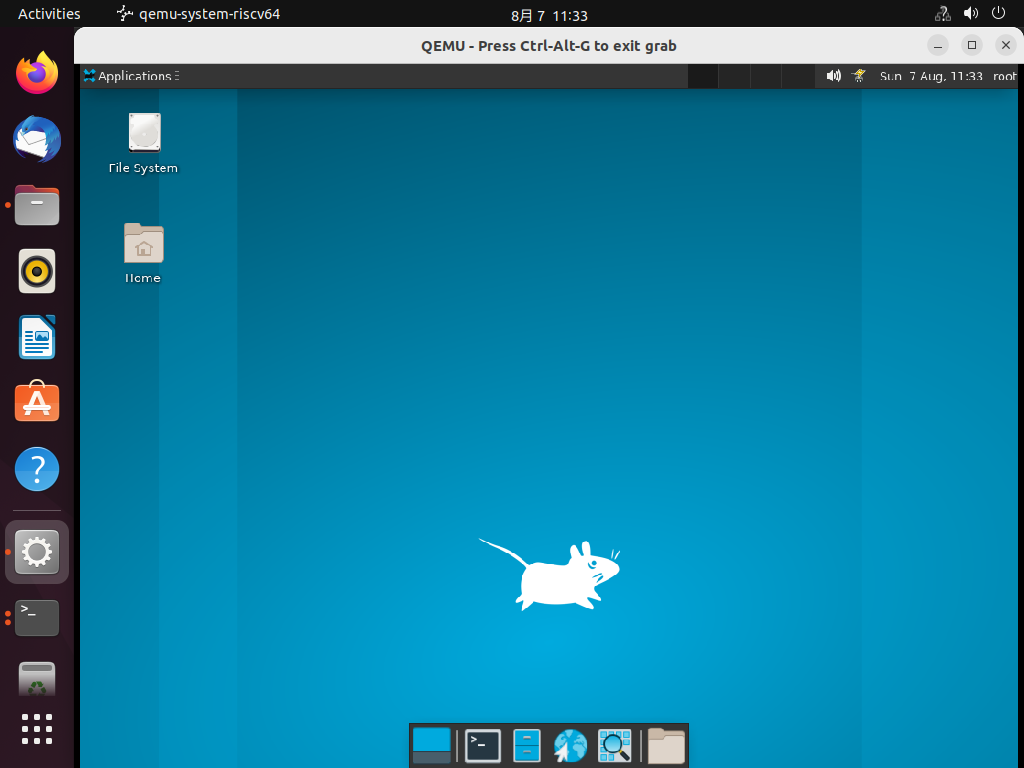 Activities
qemu-system-riscv64
8月 7 11:33
QEMU - Press Ctrl-Alt-G to exit grab
Applications
Sun 7 Aug, 11:33
root
File System
Home